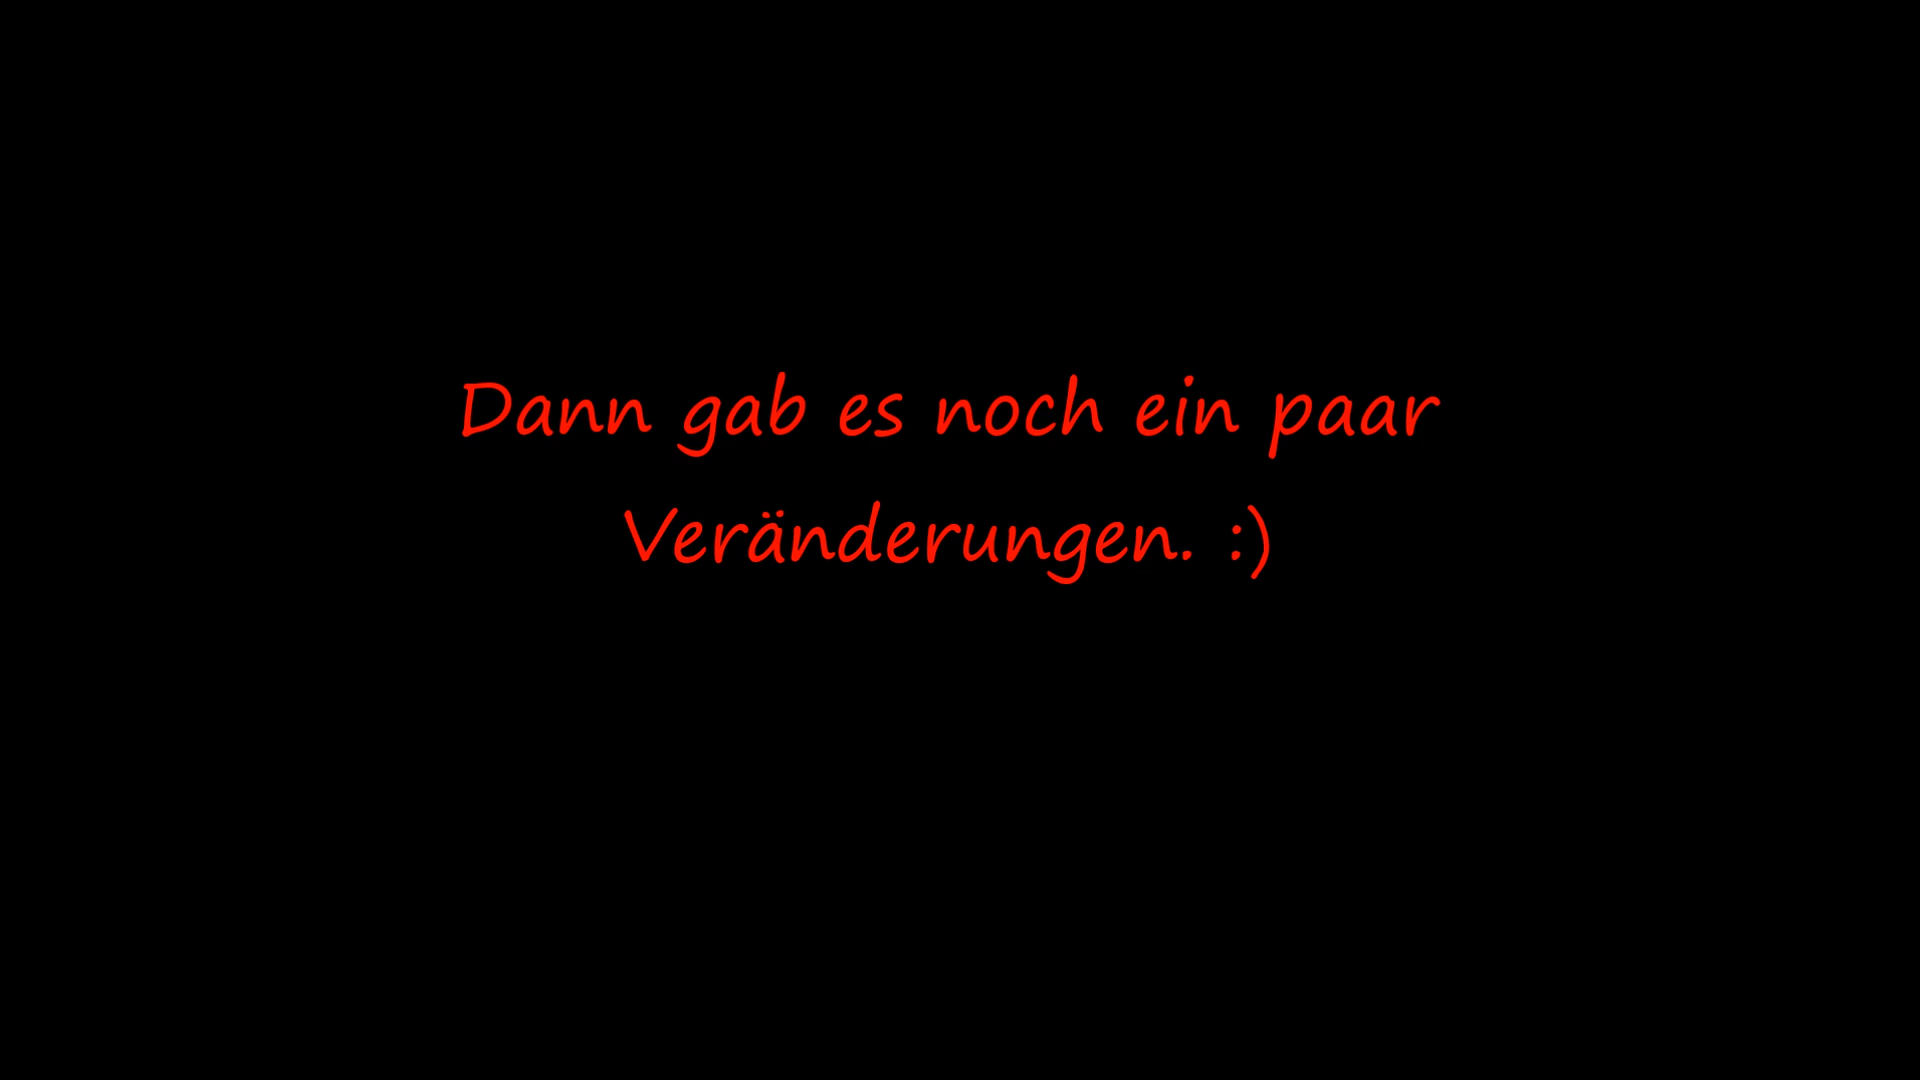 Dann gab es noch ein paar
Veränderungen. :)